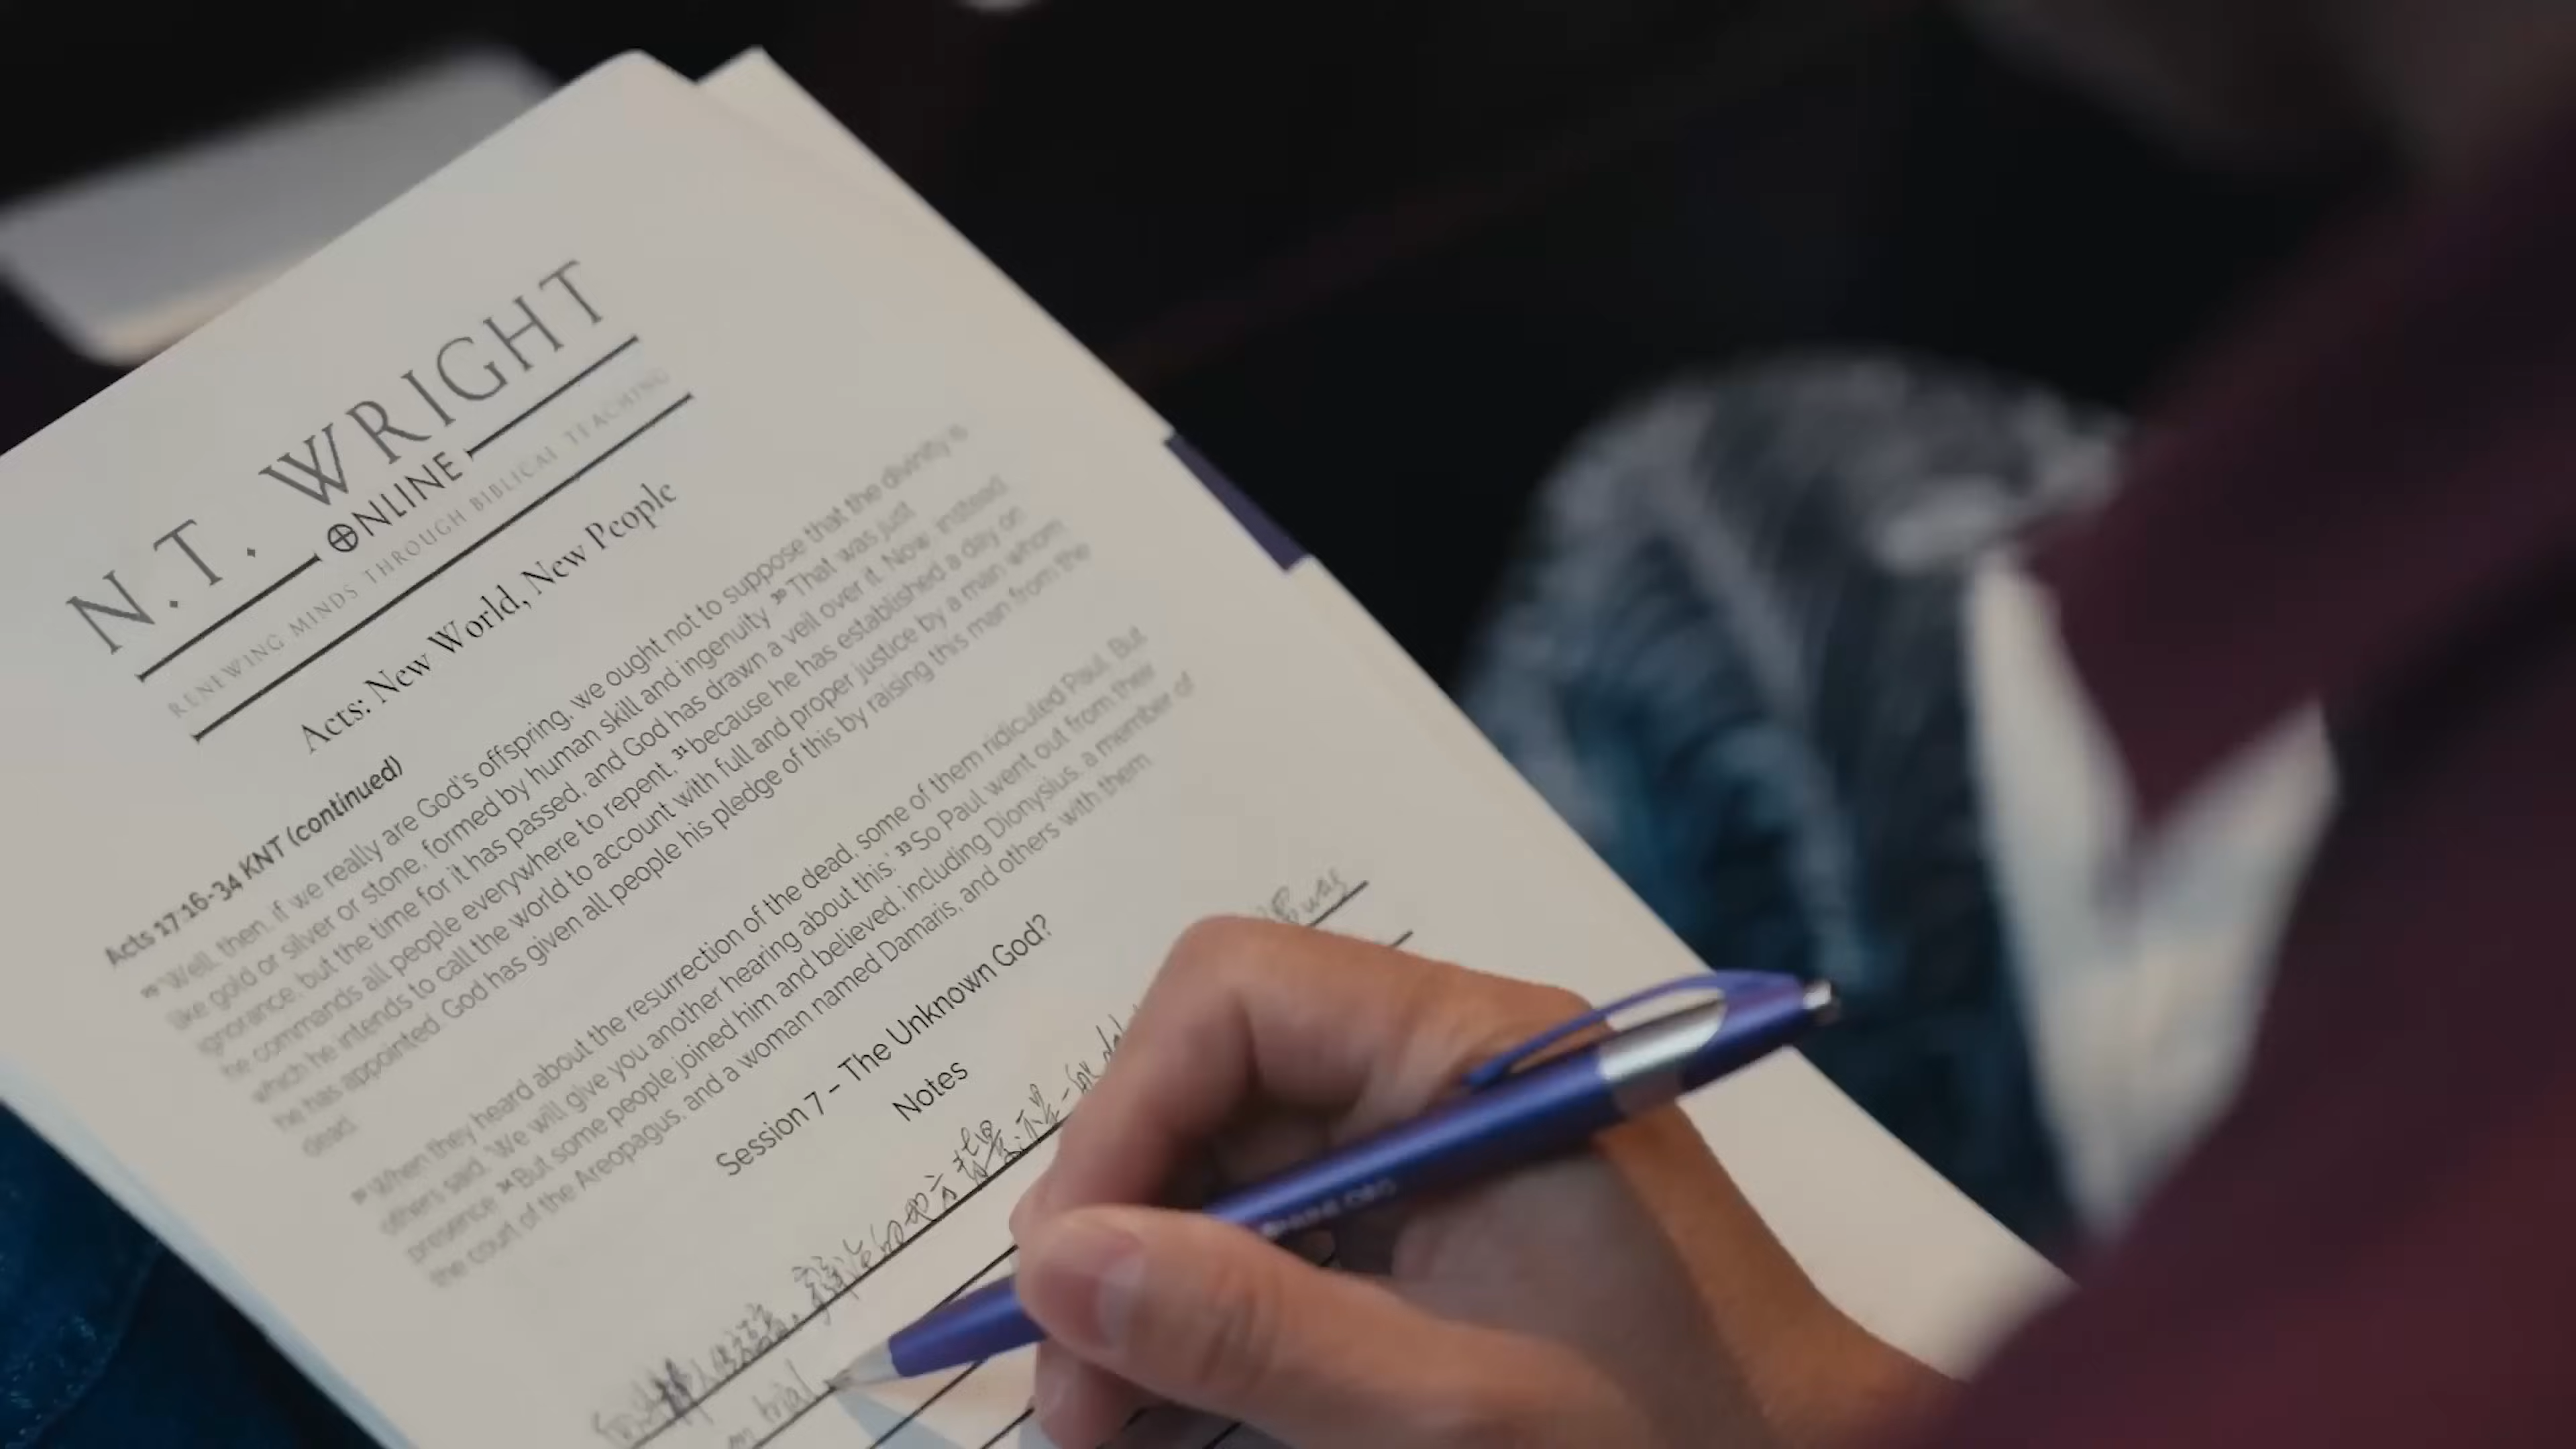 N.T. WRIGHT
ONLINE
RENEWING MINDS THROUGH BIBLICAL TEACHING
Acts: New World, New People
Acts 17:16-34 KNT (continued)
²⁹ ‘Well, then, if we really are God's offspring, we ought not to suppose that the divinity is
like gold or silver or stone, formed by human skill and ingenuity. ³⁰ That was just
ignorance; but the time for it has passed, and God has drawn a veil over it. Now, instead,
he commands all people everywhere to repent, ³¹ because he has established a day on
which he intends to call the world to account with full and proper justice by a man whom
he has appointed. God has given all people his pledge of this by raising this man from the
dead.’
³² When they heard about the resurrection of the dead, some of them ridiculed Paul. But
others said, ‘We will give you another hearing about this.’ ³³ So Paul went out from their
presence. ³⁴ But some people joined him and believed, including Dionysius, a member of
the court of the Areopagus, and a woman named Damaris, and others with them.
Session 7 – The Unknown God?
Notes
was
背景
on trial